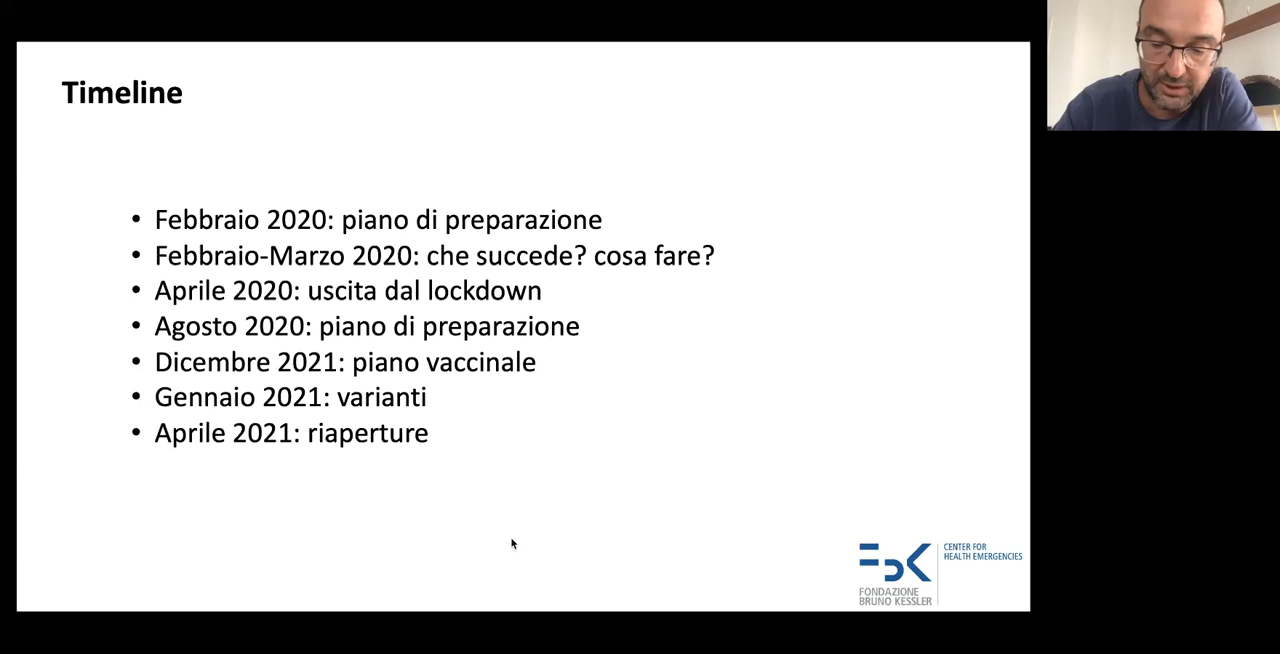 Timeline
• Febbraio 2020: piano di preparazione
• Febbraio-Marzo 2020: che succede? cosa fare?
• Aprile 2020: uscita dal lockdown
• Agosto 2020: piano di preparazione
• Dicembre 2021: piano vaccinale
• Gennaio 2021: varianti
• Aprile 2021: riaperture
FBK
FONDAZIONE
BRUNO KESSLER
CENTER FOR
HEALTH EMERGENCIES